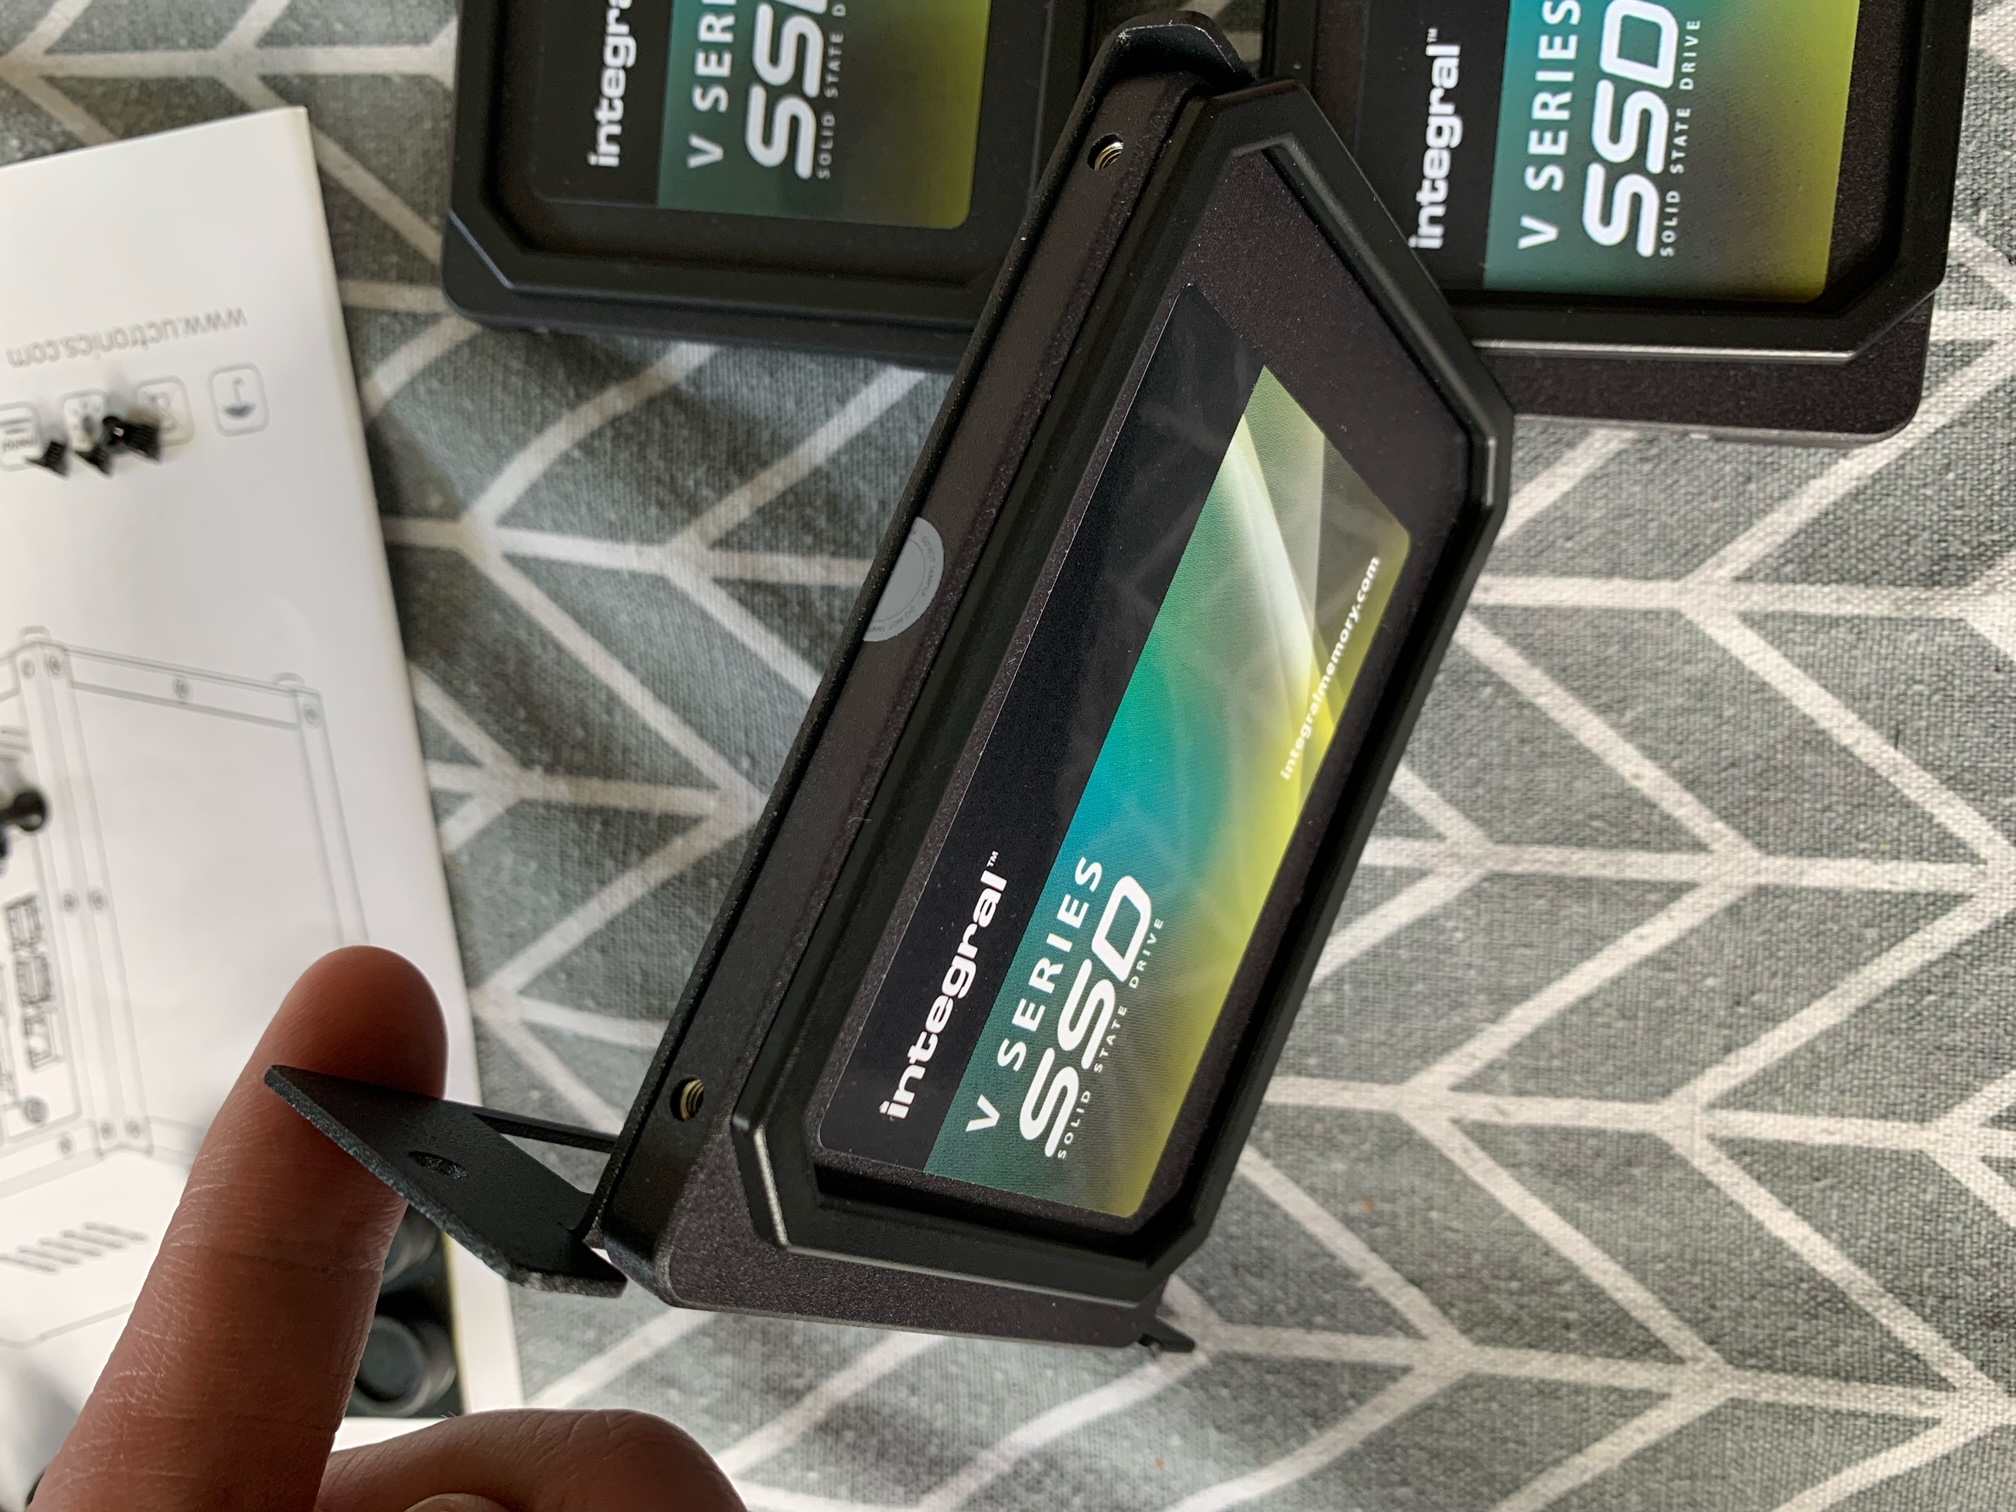 www.uctronics.com
integral™
V SERIES
SSD
SOLID STATE DRIVE
integralmemory.com
integral
V SERI
SS
SOLID STATE D
integral™
V SERIES
SSD
SOLID STATE DRIVE